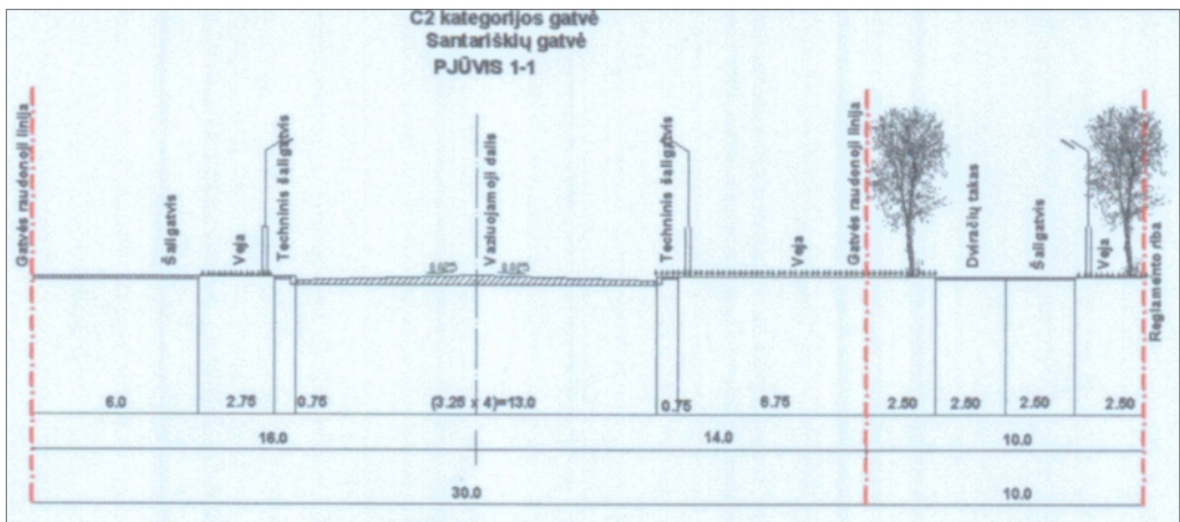 C2 kategorijos gatvė
Santariškių gatvė
PJŪVIS 1-1
Gatvės raudonoji linija
Šaligatvis
Veja
Techninis šaligatvis
Važiuojamoji dalis
Techninis šaligatvis
Veja
Gatvės raudonoji linija
Dviračių takas
Šaligatvis
Veja
Reglamento riba
6.0 2.75 0.75 (3.25 x 4)=13.0 0.75 6.75 2.50 2.50 2.50 2.50
16.0 14.0 10.0
30.0 10.0